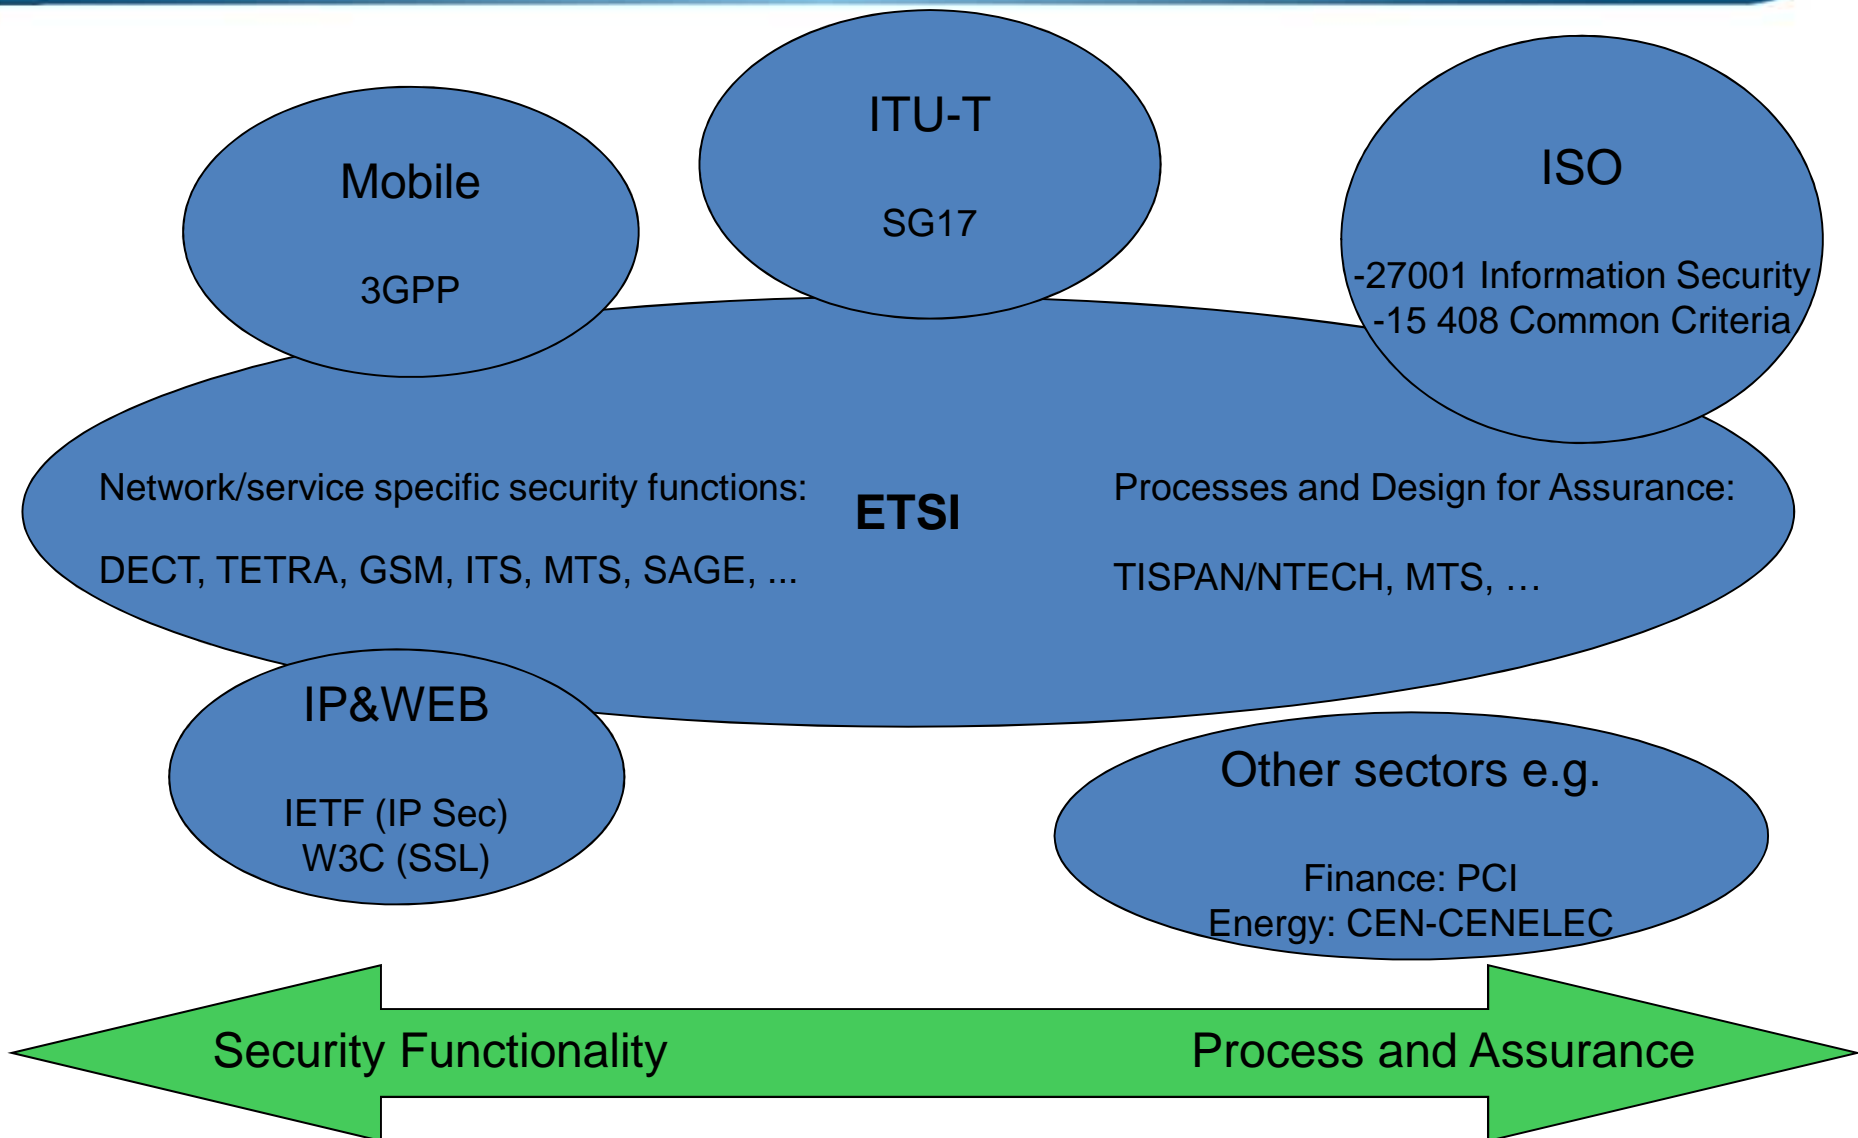 Mobile
3GPP
ITU-T
SG17
ISO
-27001 Information Security
-15 408 Common Criteria
Network/service specific security functions:
DECT, TETRA, GSM, ITS, MTS, SAGE, ...
ETSI
Processes and Design for Assurance:
TISPAN/NTECH, MTS, …
IP&WEB
IETF (IP Sec)
W3C (SSL)
Other sectors e.g.
Finance: PCI
Energy: CEN-CENELEC
Security Functionality
Process and Assurance